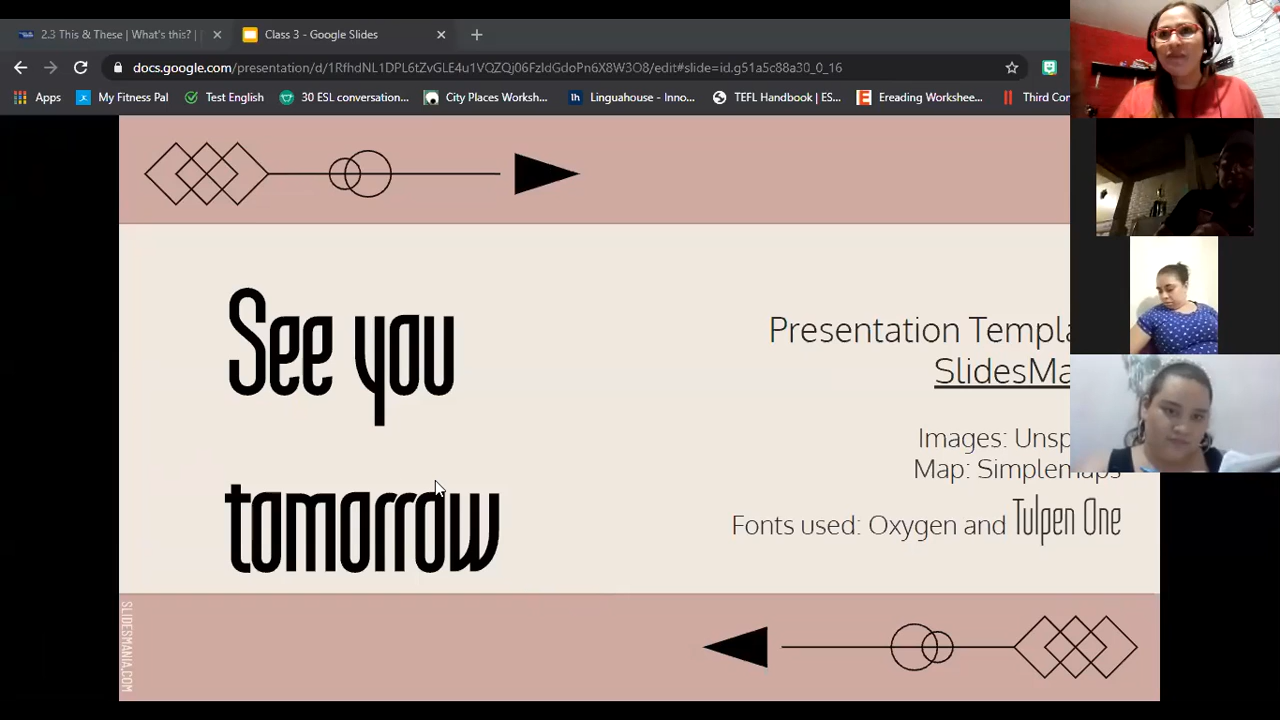 2.3 This & These | What's this? |
Class 3 - Google Slides
docs.google.com/presentation/d/1RfhdNL1DPL6tZvGLE4u1VQZQj06FzIdGcloPn6X8W3O8/edit#slide=id.g51a5c88a30_0_16
Apps
My Fitness Pal
Test English
30 ESL conversation...
City Places Worksh...
Linguahouse - Inno...
TEFL Handbook | ES...
Ereading Workshee...
Third Con
See you
tomorrow
Presentation Templa
SlidesMa
Images: Unsp
Map: Simplemaps
Fonts used: Oxygen and Tulpen One
SLIDESMANIA.COM